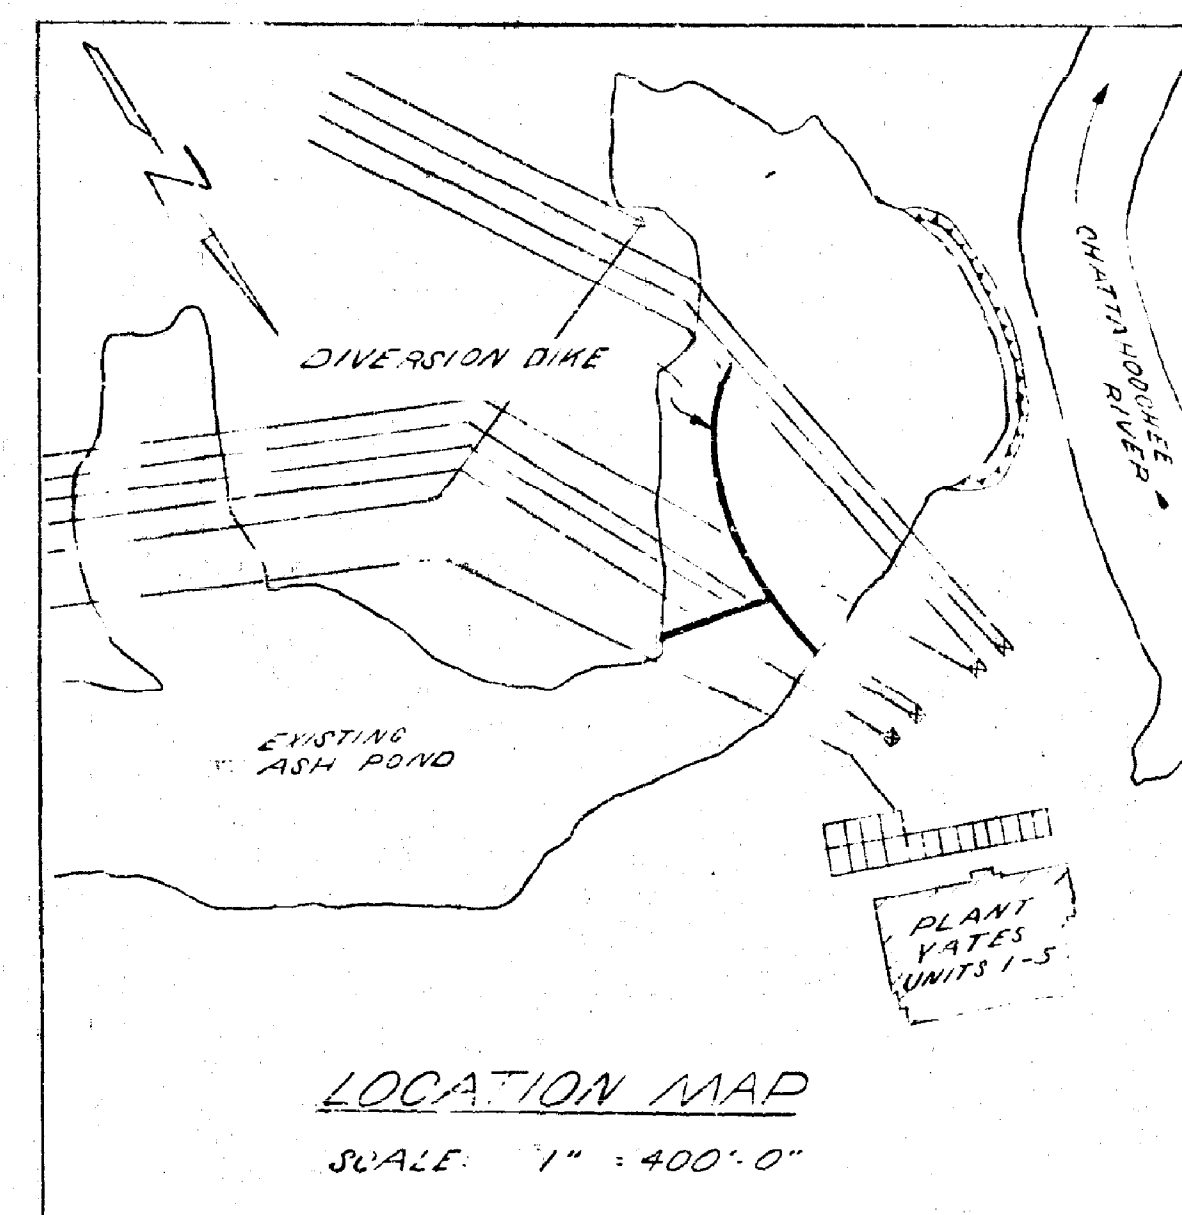 N
DIVERSION DIKE
CHATTAHOOCHEE
RIVER
EXISTING
ASH POND
PLANT
YATES
UNITS 1-5
LOCATION MAP
SCALE: 1" = 400'-0"